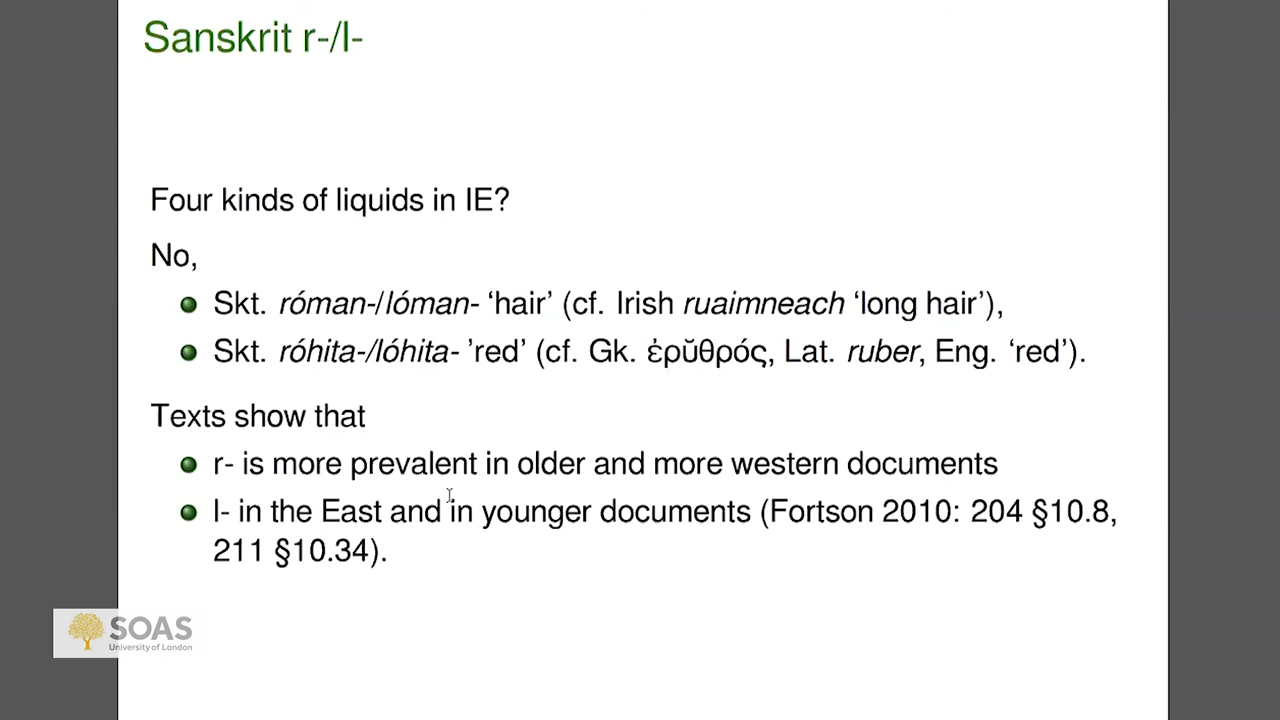 Sanskrit r-/l-
Four kinds of liquids in IE?
No,
Skt. róman-/lóman- ‘hair’ (cf. Irish ruaimneach ‘long hair’),
Skt. róhita-/lóhita- ’red’ (cf. Gk. ἐρῠθρός, Lat. ruber, Eng. ‘red’).
Texts show that
r- is more prevalent in older and more western documents
l- in the East and in younger documents (Fortson 2010: 204 §10.8,
211 §10.34).
SOAS
University of London